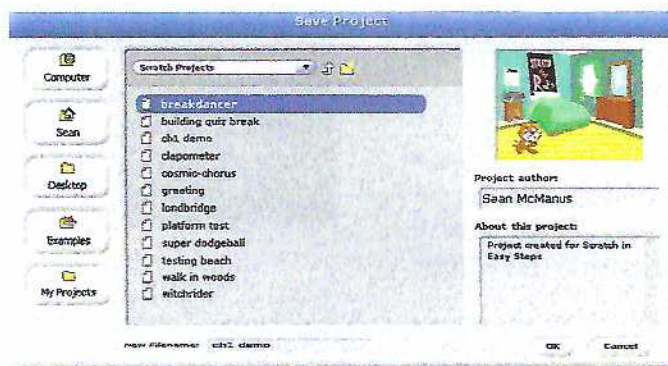 Save Project
Computer
Sean
Desktop
Examples
My Projects
Scratch Projects
breakdancer
building quiz break
cb1 demo
clapometer
cosmic-chorus
greeting
londbridge
platform test
super dodgeball
testing beach
walk in woods
witchrider
New Filename: cb1 demo
Project author:
Sean McManus
About this project:
Project created for Scratch in
Easy Steps
OK
Cancel